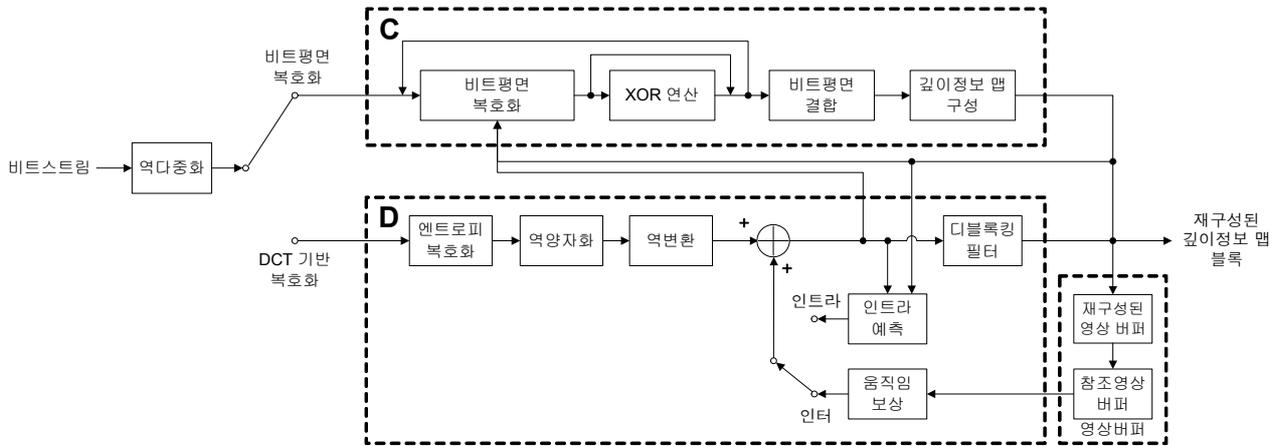 C
비트평면
복호화
비트평면
복호화
XOR 연산
비트평면
결합
깊이정보 맵
구성
비트스트림
역다중화
D
엔트로피
복호화
역양자화
역변환
+
+
디블록킹
필터
재구성된
깊이정보 맵
블록
DCT 기반
복호화
인트라
인트라
예측
재구성된
영상 버퍼
인터
움직임
보상
참조영상
버퍼
영상버퍼